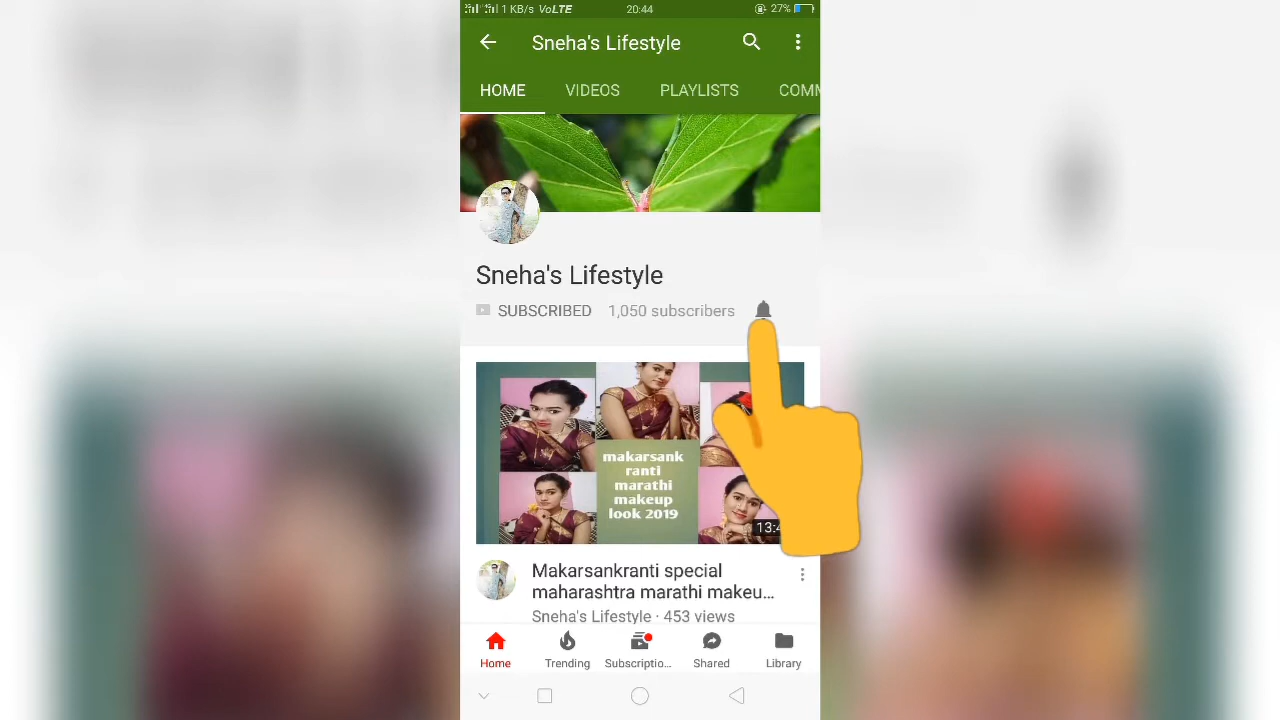 1 KB/s VoLTE 20:44 27%
Sneha's Lifestyle
HOME VIDEOS PLAYLISTS COMM
Sneha's Lifestyle
SUBSCRIBED 1,050 subscribers
makarsank
ranti
marathi
makeup
look 2019
13:4
Makarsankranti special
maharashtra marathi makeu...
Sneha's Lifestyle · 453 views
Home Trending Subscriptio... Shared Library